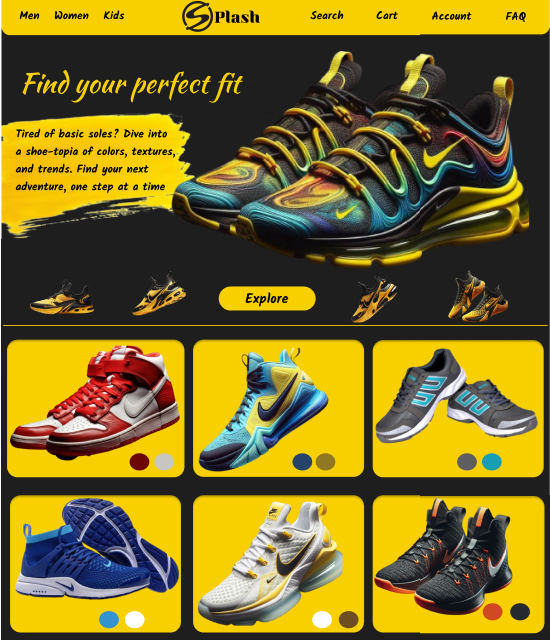 Men Women Kids SPlash Search Cart Account FAQ
Find your perfect fit
Tired of basic soles? Dive into
a shoe-topia of colors, textures,
and trends. Find your next
adventure, one step at a time
Explore